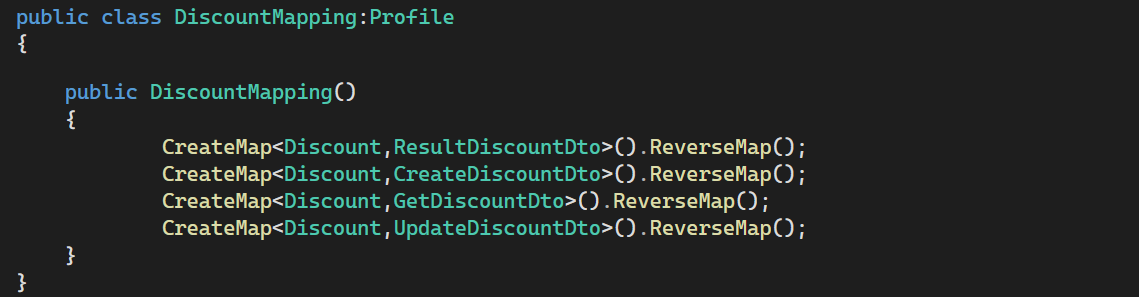 public class DiscountMapping:Profile
{
public DiscountMapping()
{
CreateMap<Discount,ResultDiscountDto>().ReverseMap();
CreateMap<Discount,CreateDiscountDto>().ReverseMap();
CreateMap<Discount,GetDiscountDto>().ReverseMap();
CreateMap<Discount,UpdateDiscountDto>().ReverseMap();
}
}